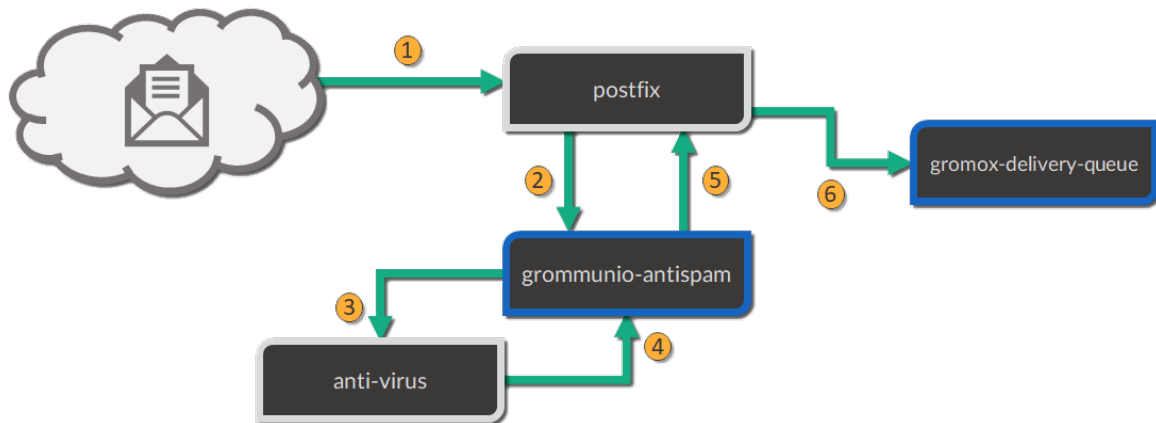 1
postfix
2
5
gromox-delivery-queue
6
grommunio-antispam
3
4
anti-virus